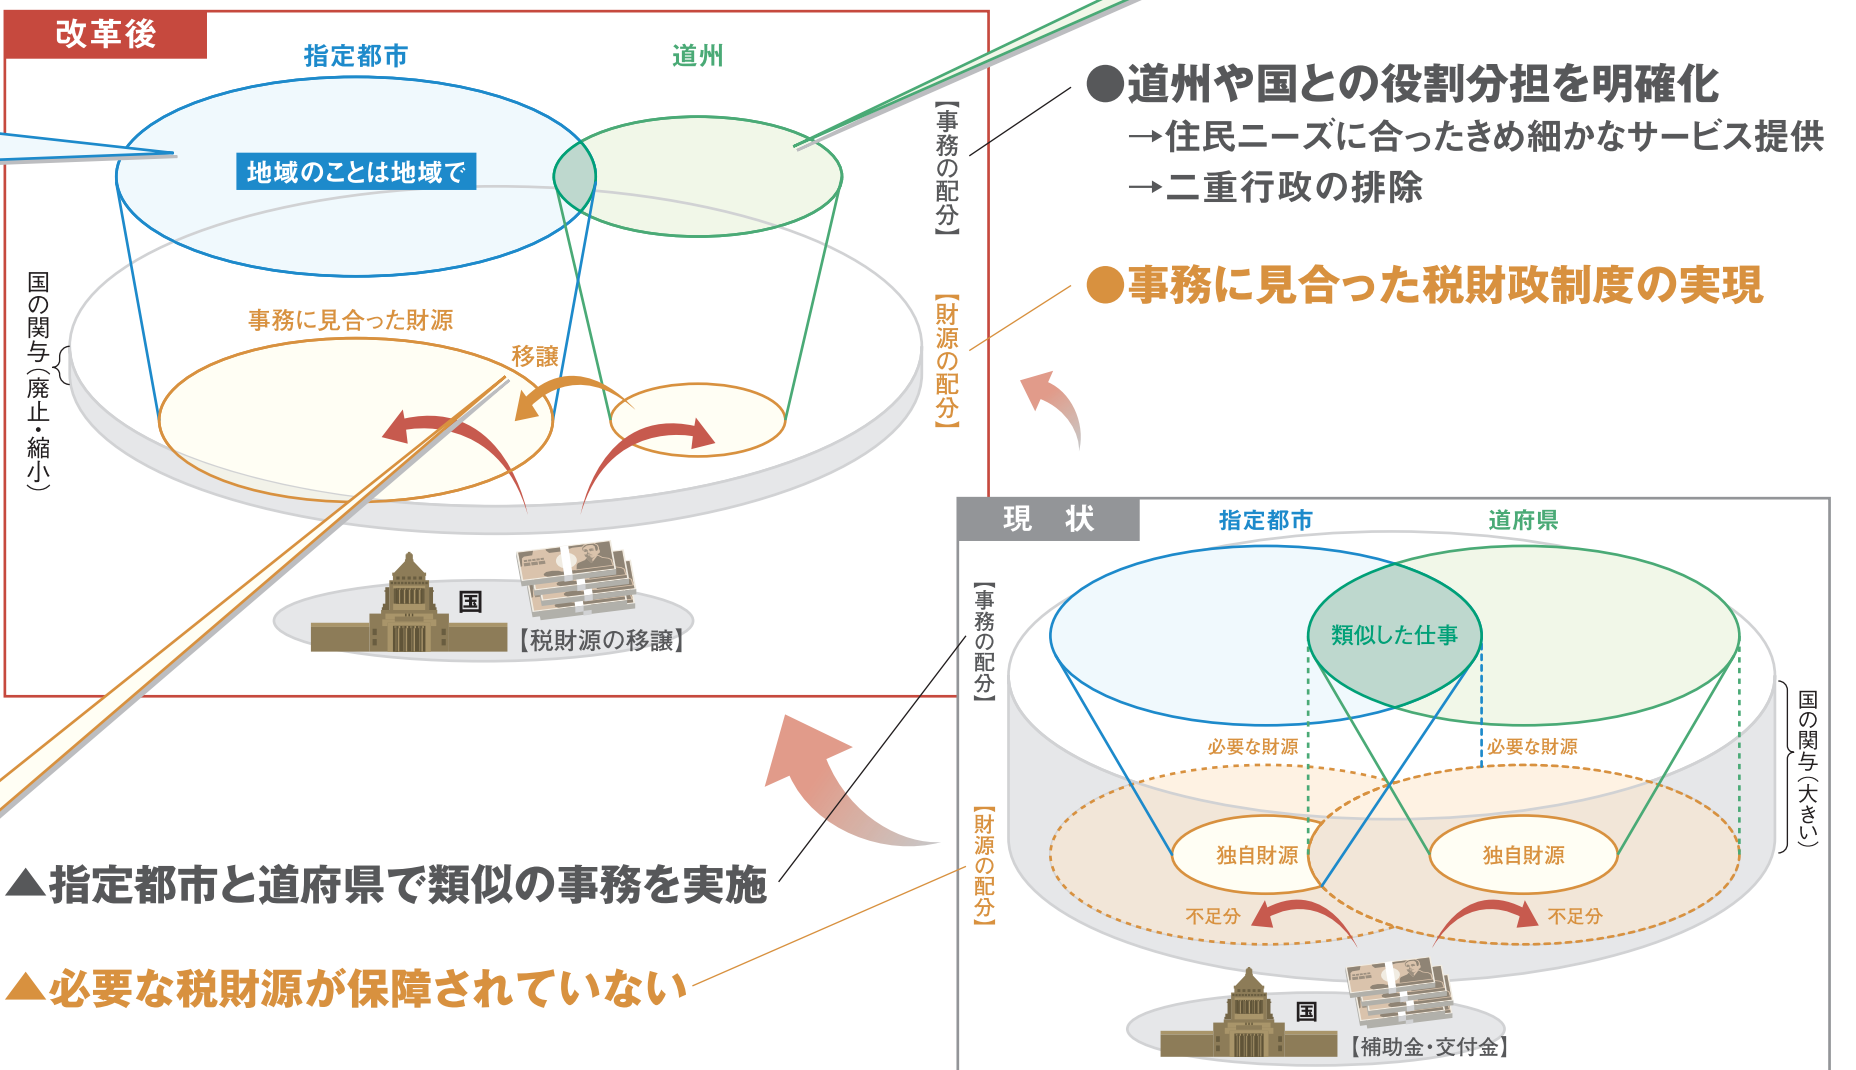 改革後
指定都市
道州
地域のことは地域で
【事務の配分】
国の関与（廃止・縮小）
事務に見合った財源
移譲
【財源の配分】
国
【税財源の移譲】
●道州や国との役割分担を明確化
→住民ニーズに合ったきめ細かなサービス提供
→二重行政の排除
●事務に見合った税財政制度の実現
現　状
指定都市
道府県
【事務の配分】
類似した仕事
国の関与（大きい）
必要な財源
必要な財源
【財源の配分】
独自財源
独自財源
不足分
不足分
国
【補助金・交付金】
▲指定都市と道府県で類似の事務を実施
▲必要な税財源が保障されていない